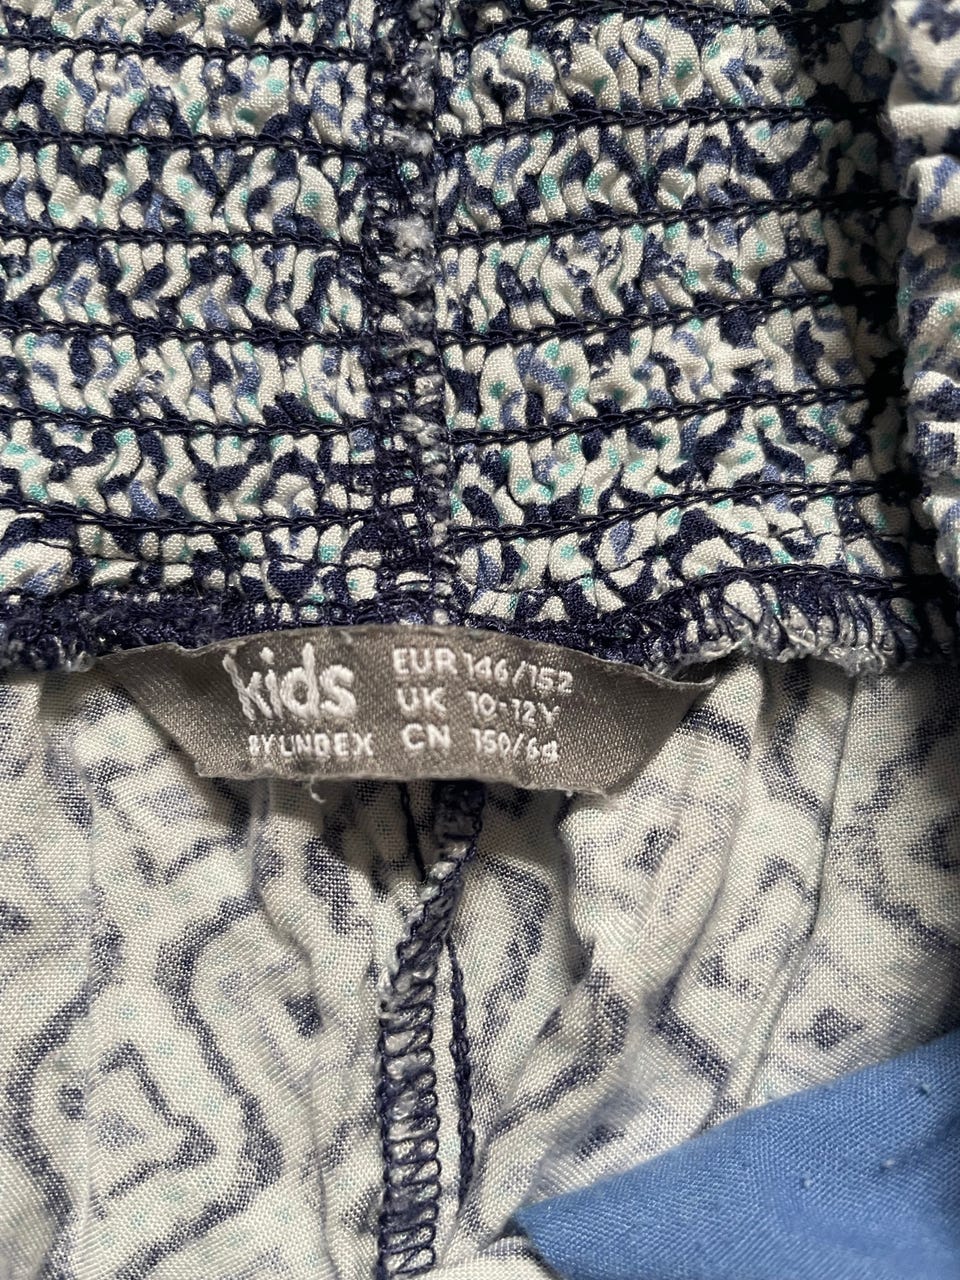 kids
BY LINDEX
EUR 146/152
UK 10-12Y
CN 150/64